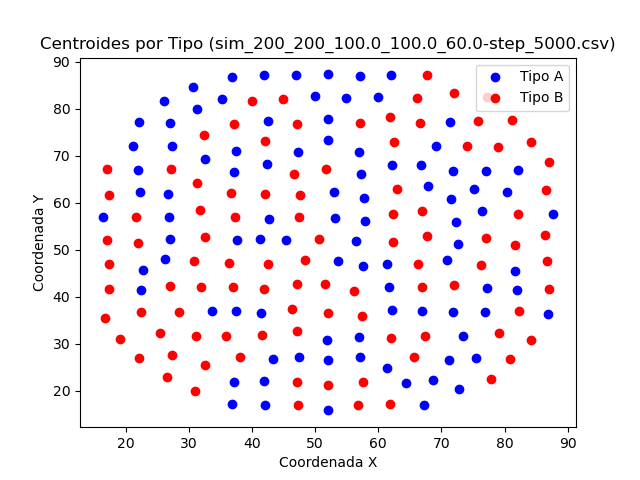 Centroides por Tipo (sim_200_200_100.0_100.0_60.0-step_5000.csv)
Tipo A
Tipo B
90
80
70
60
50
40
30
20
Coordenada Y
20 30 40 50 60 70 80 90
Coordenada X